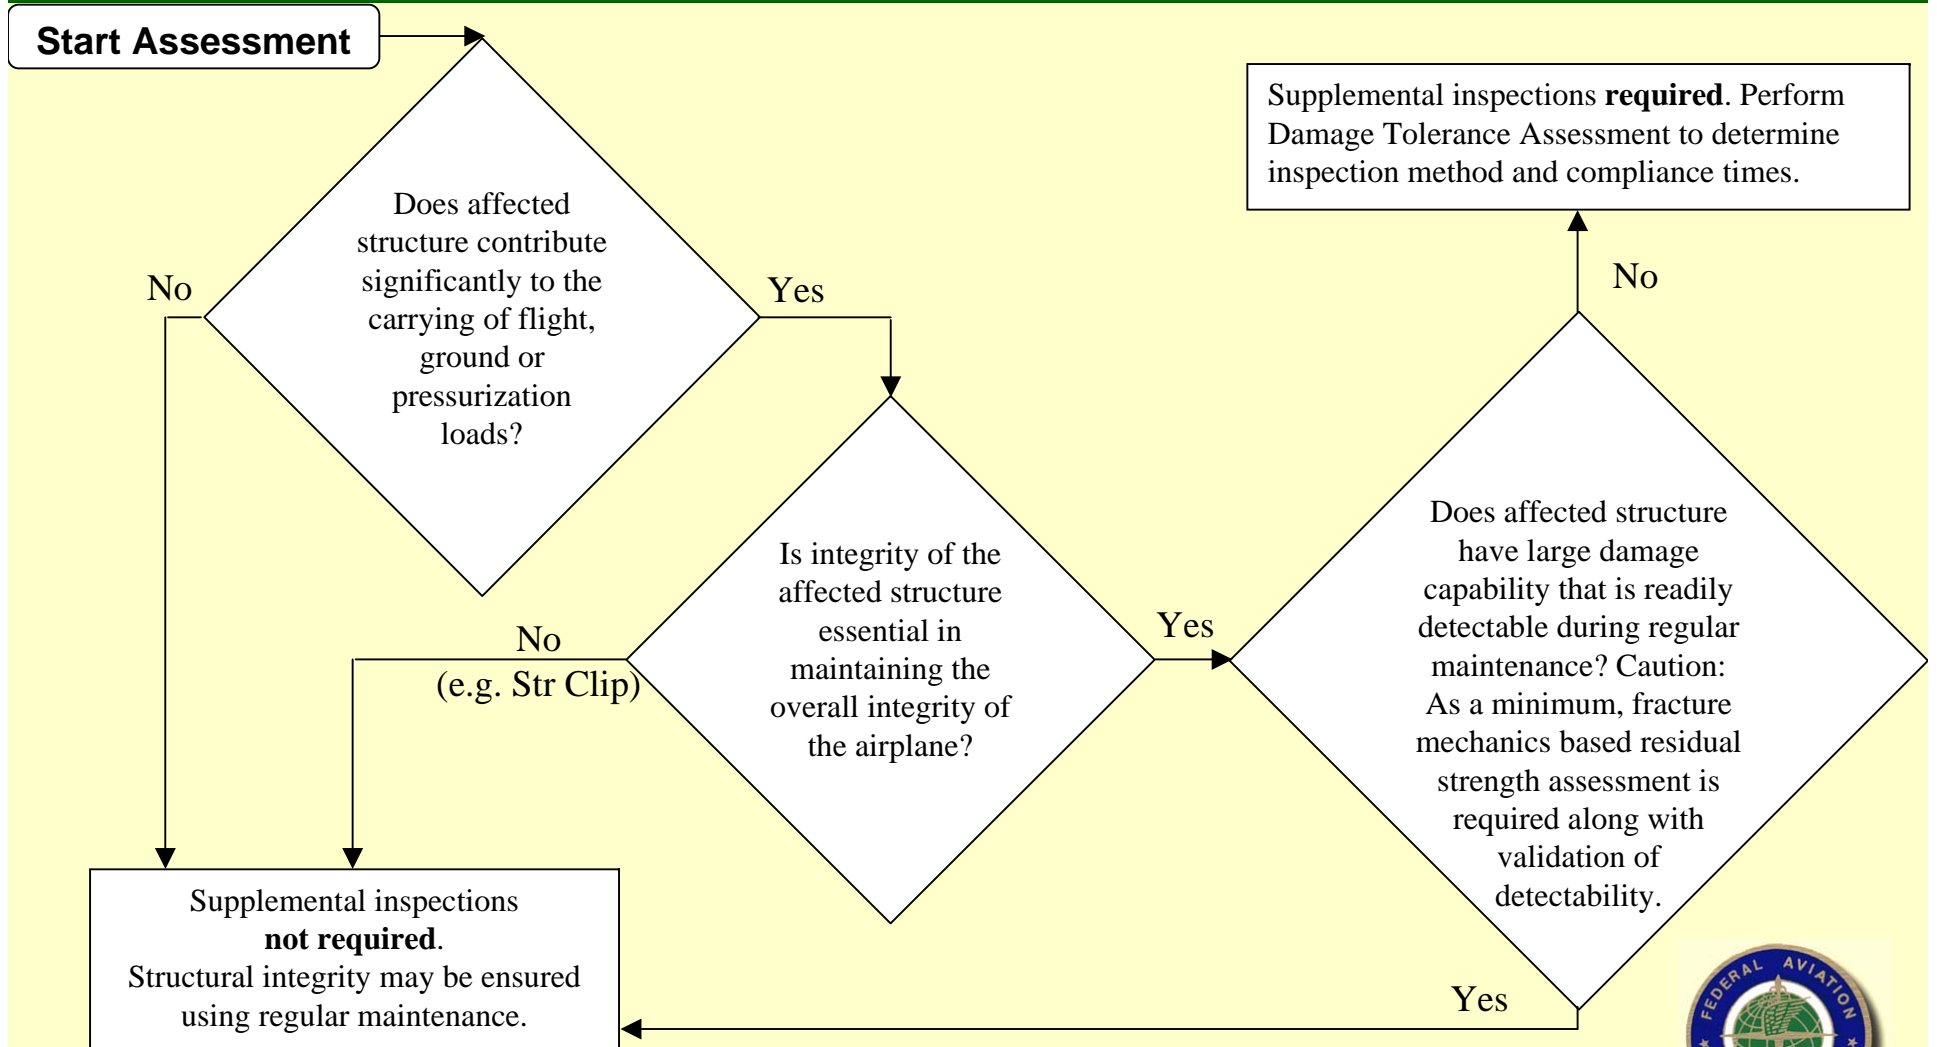 Start Assessment
Does affected
structure contribute
significantly to the
carrying of flight,
ground or
pressurization
loads?
No
Yes
Is integrity of the
affected structure
essential in
maintaining the
overall integrity of
the airplane?
No
(e.g. Str Clip)
Yes
Does affected structure
have large damage
capability that is readily
detectable during regular
maintenance? Caution:
As a minimum, fracture
mechanics based residual
strength assessment is
required along with
validation of
detectability.
No
Supplemental inspections required. Perform
Damage Tolerance Assessment to determine
inspection method and compliance times.
Yes
Supplemental inspections
not required.
Structural integrity may be ensured
using regular maintenance.
FEDERAL AVIATION